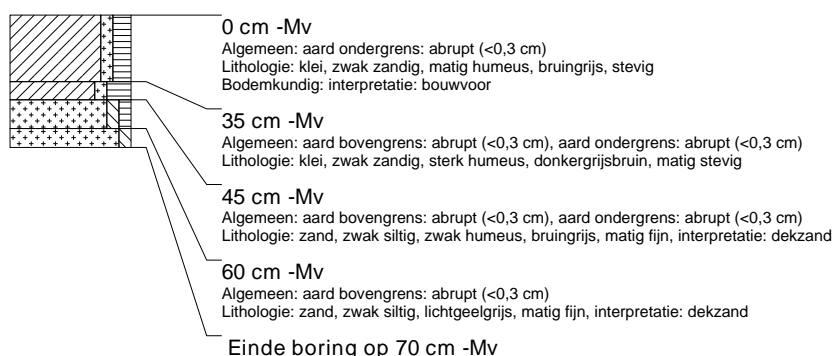 0 cm -Mv
Algemeen: aard ondergrens: abrupt (<0,3 cm)
Lithologie: klei, zwak zandig, matig humeus, bruingrijs, stevig
Bodemkundig: interpretatie: bouwvoor
35 cm -Mv
Algemeen: aard bovengrens: abrupt (<0,3 cm), aard ondergrens: abrupt (<0,3 cm)
Lithologie: klei, zwak zandig, sterk humeus, donkergrijsbruin, matig stevig
45 cm -Mv
Algemeen: aard bovengrens: abrupt (<0,3 cm), aard ondergrens: abrupt (<0,3 cm)
Lithologie: zand, zwak siltig, zwak humeus, bruingrijs, matig fijn, interpretatie: dekzand
60 cm -Mv
Algemeen: aard bovengrens: abrupt (<0,3 cm)
Lithologie: zand, zwak siltig, lichtgeelgrijs, matig fijn, interpretatie: dekzand
Einde boring op 70 cm -Mv